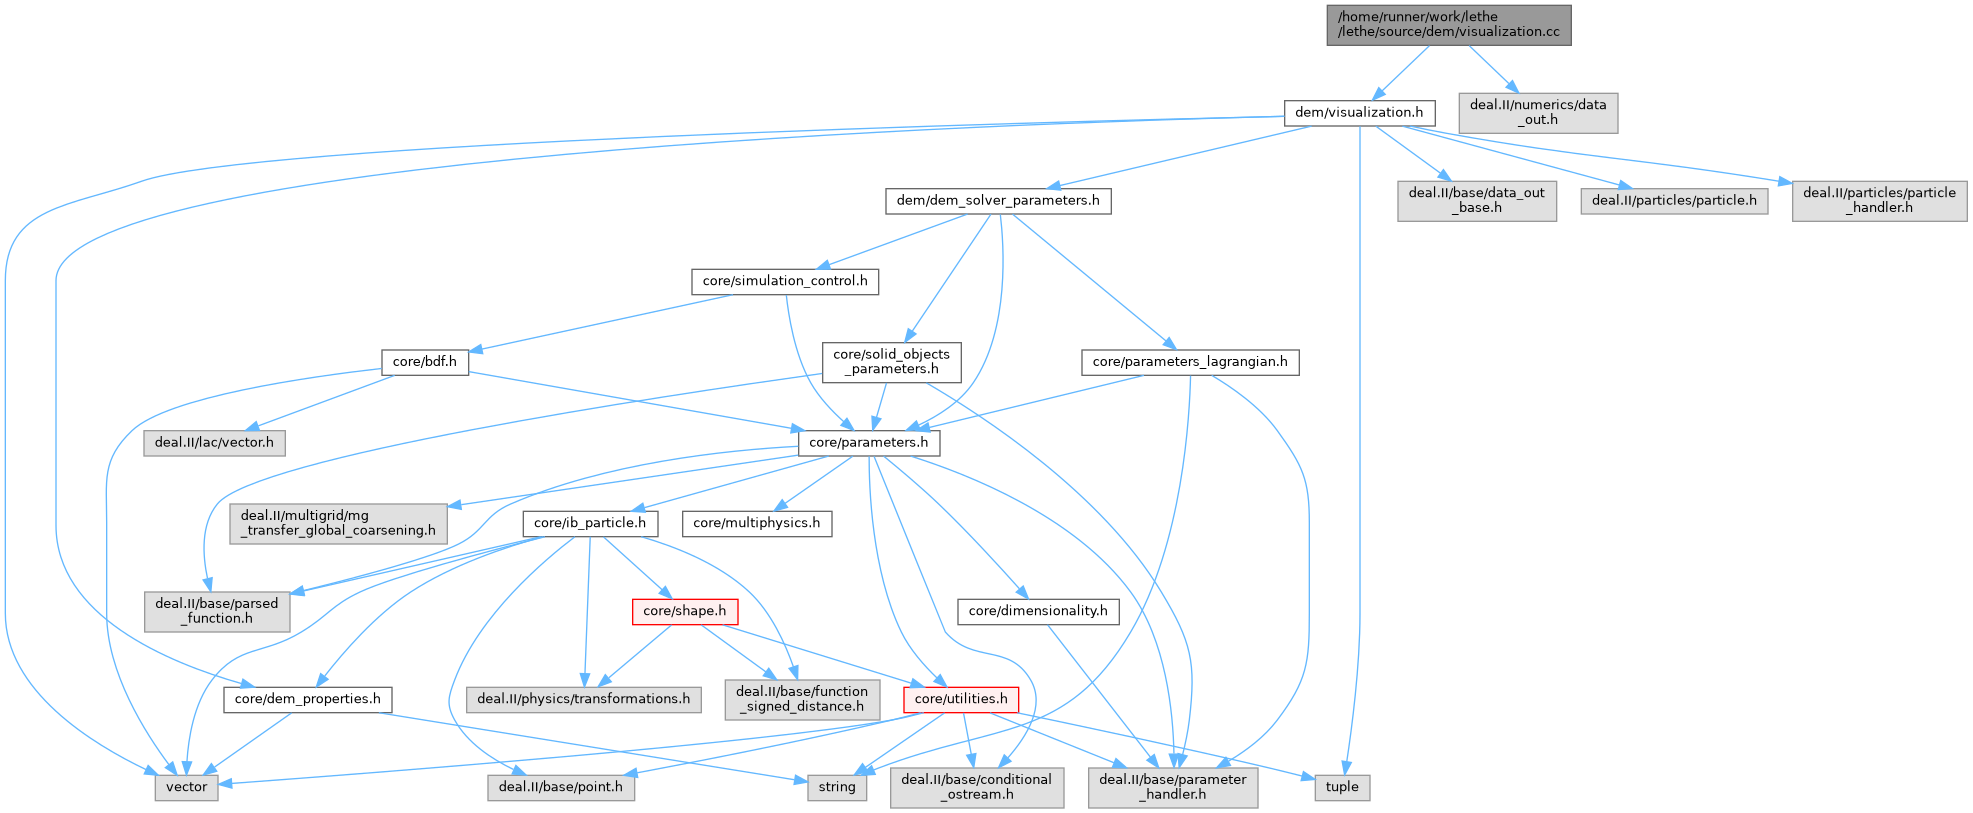 /home/runner/work/lethe
/lethe/source/dem/visualization.cc
dem/visualization.h
deal.II/numerics/data
_out.h
dem/dem_solver_parameters.h
deal.II/base/data_out
_base.h
deal.II/particles/particle.h
deal.II/particles/particle
_handler.h
core/simulation_control.h
core/bdf.h
core/solid_objects
_parameters.h
core/parameters_lagrangian.h
deal.II/lac/vector.h
core/parameters.h
deal.II/multigrid/mg
_transfer_global_coarsening.h
core/ib_particle.h
core/multiphysics.h
deal.II/base/parsed
_function.h
core/shape.h
core/dimensionality.h
core/dem_properties.h
deal.II/physics/transformations.h
deal.II/base/function
_signed_distance.h
core/utilities.h
vector
deal.II/base/point.h
string
deal.II/base/conditional
_ostream.h
deal.II/base/parameter
_handler.h
tuple